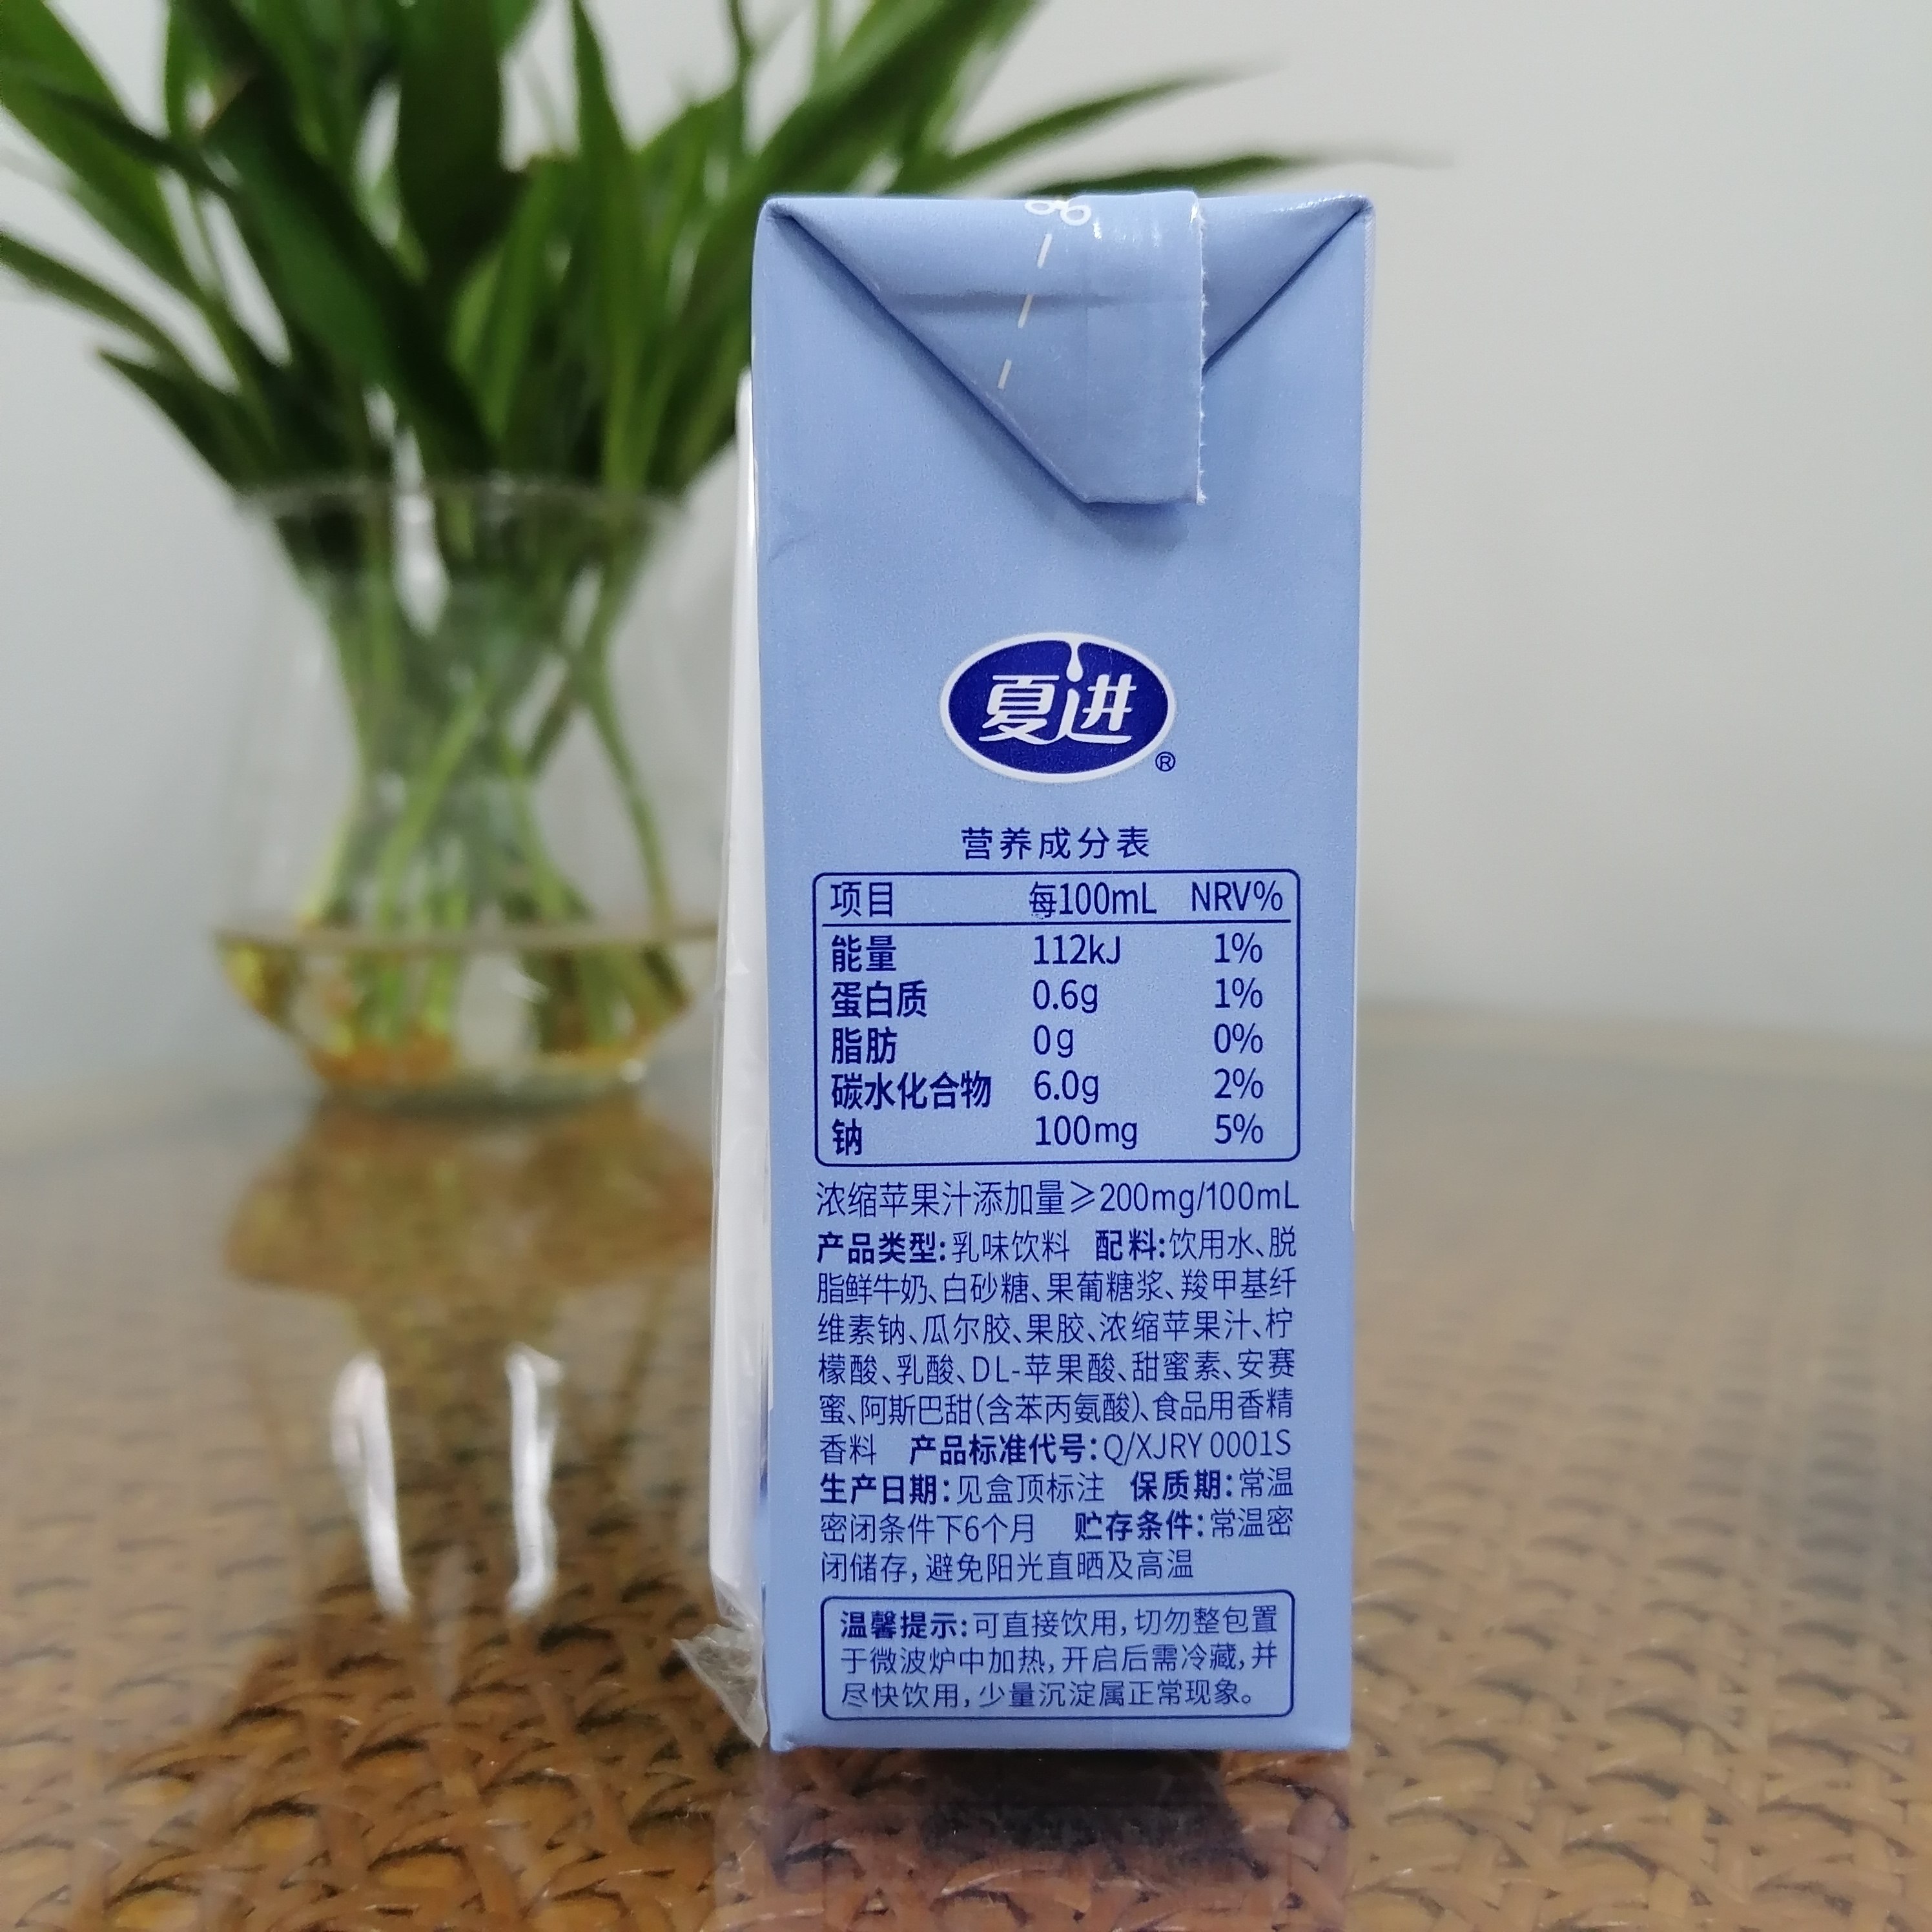 夏进
®
营养成分表
项目 每100mL NRV%
能量 112kJ 1%
蛋白质 0.6g 1%
脂肪 0g 0%
碳水化合物 6.0g 2%
钠 100mg 5%
浓缩苹果汁添加量≥200mg/100mL
产品类型:乳味饮料 配料:饮用水、脱
脂鲜牛奶、白砂糖、果葡糖浆、羧甲基纤
维素钠、瓜尔胶、果胶、浓缩苹果汁、柠
檬酸、乳酸、DL-苹果酸、甜蜜素、安赛
蜜、阿斯巴甜(含苯丙氨酸)、食品用香精
香料 产品标准代号:Q/XJRY 0001S
生产日期:见盒顶标注 保质期:常温
密闭条件下6个月 贮存条件:常温密
闭储存,避免阳光直晒及高温
温馨提示:可直接饮用,切勿整包置
于微波炉中加热,开启后需冷藏,并
尽快饮用,少量沉淀属正常现象。